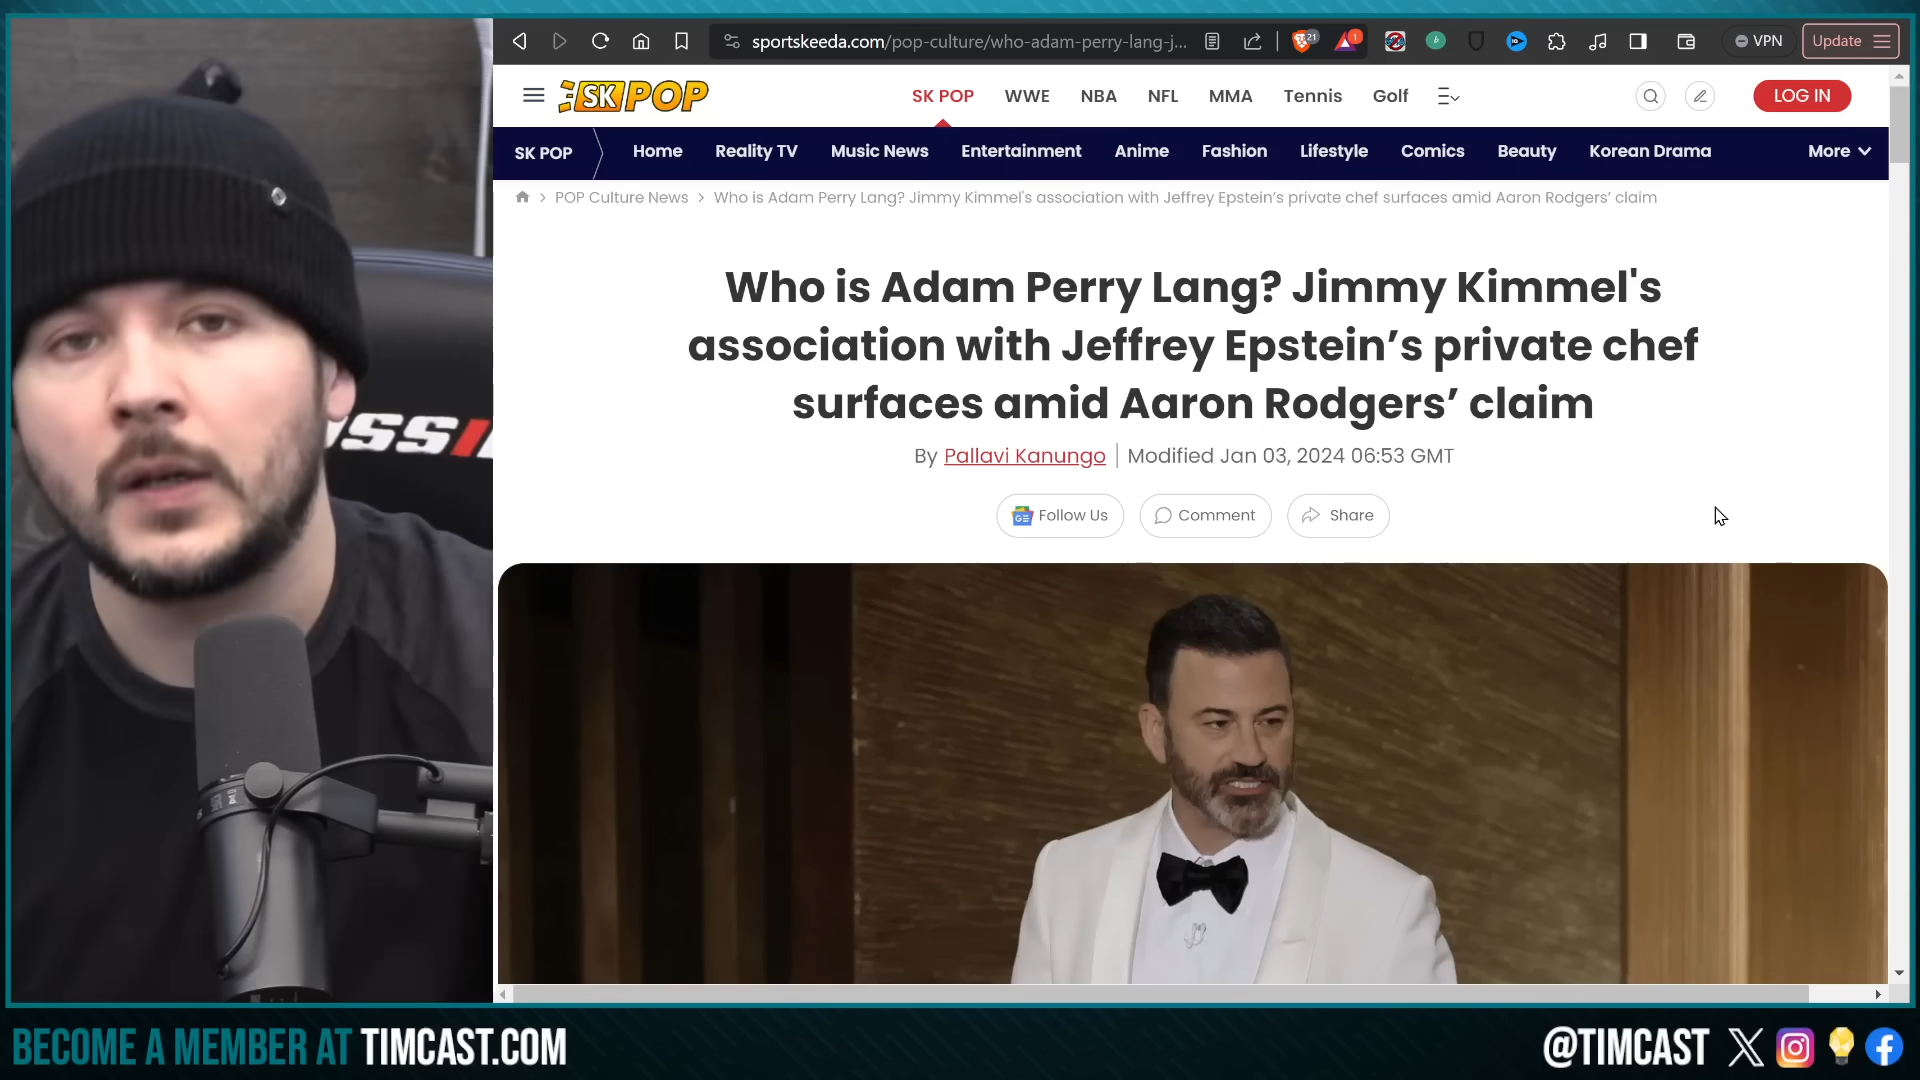 sportskeeda.com/pop-culture/who-adam-perry-lang-j...
21
1
VPN
Update
SK POP
SK POP
WWE
NBA
NFL
MMA
Tennis
Golf
LOG IN
SK POP
Home
Reality TV
Music News
Entertainment
Anime
Fashion
Lifestyle
Comics
Beauty
Korean Drama
More
POP Culture News > Who is Adam Perry Lang? Jimmy Kimmel's association with Jeffrey Epstein’s private chef surfaces amid Aaron Rodgers’ claim
Who is Adam Perry Lang? Jimmy Kimmel's
association with Jeffrey Epstein’s private chef
surfaces amid Aaron Rodgers’ claim
By Pallavi Kanungo | Modified Jan 03, 2024 06:53 GMT
GE Follow Us
Comment
Share
BECOME A MEMBER AT TIMCAST.COM
@TIMCAST